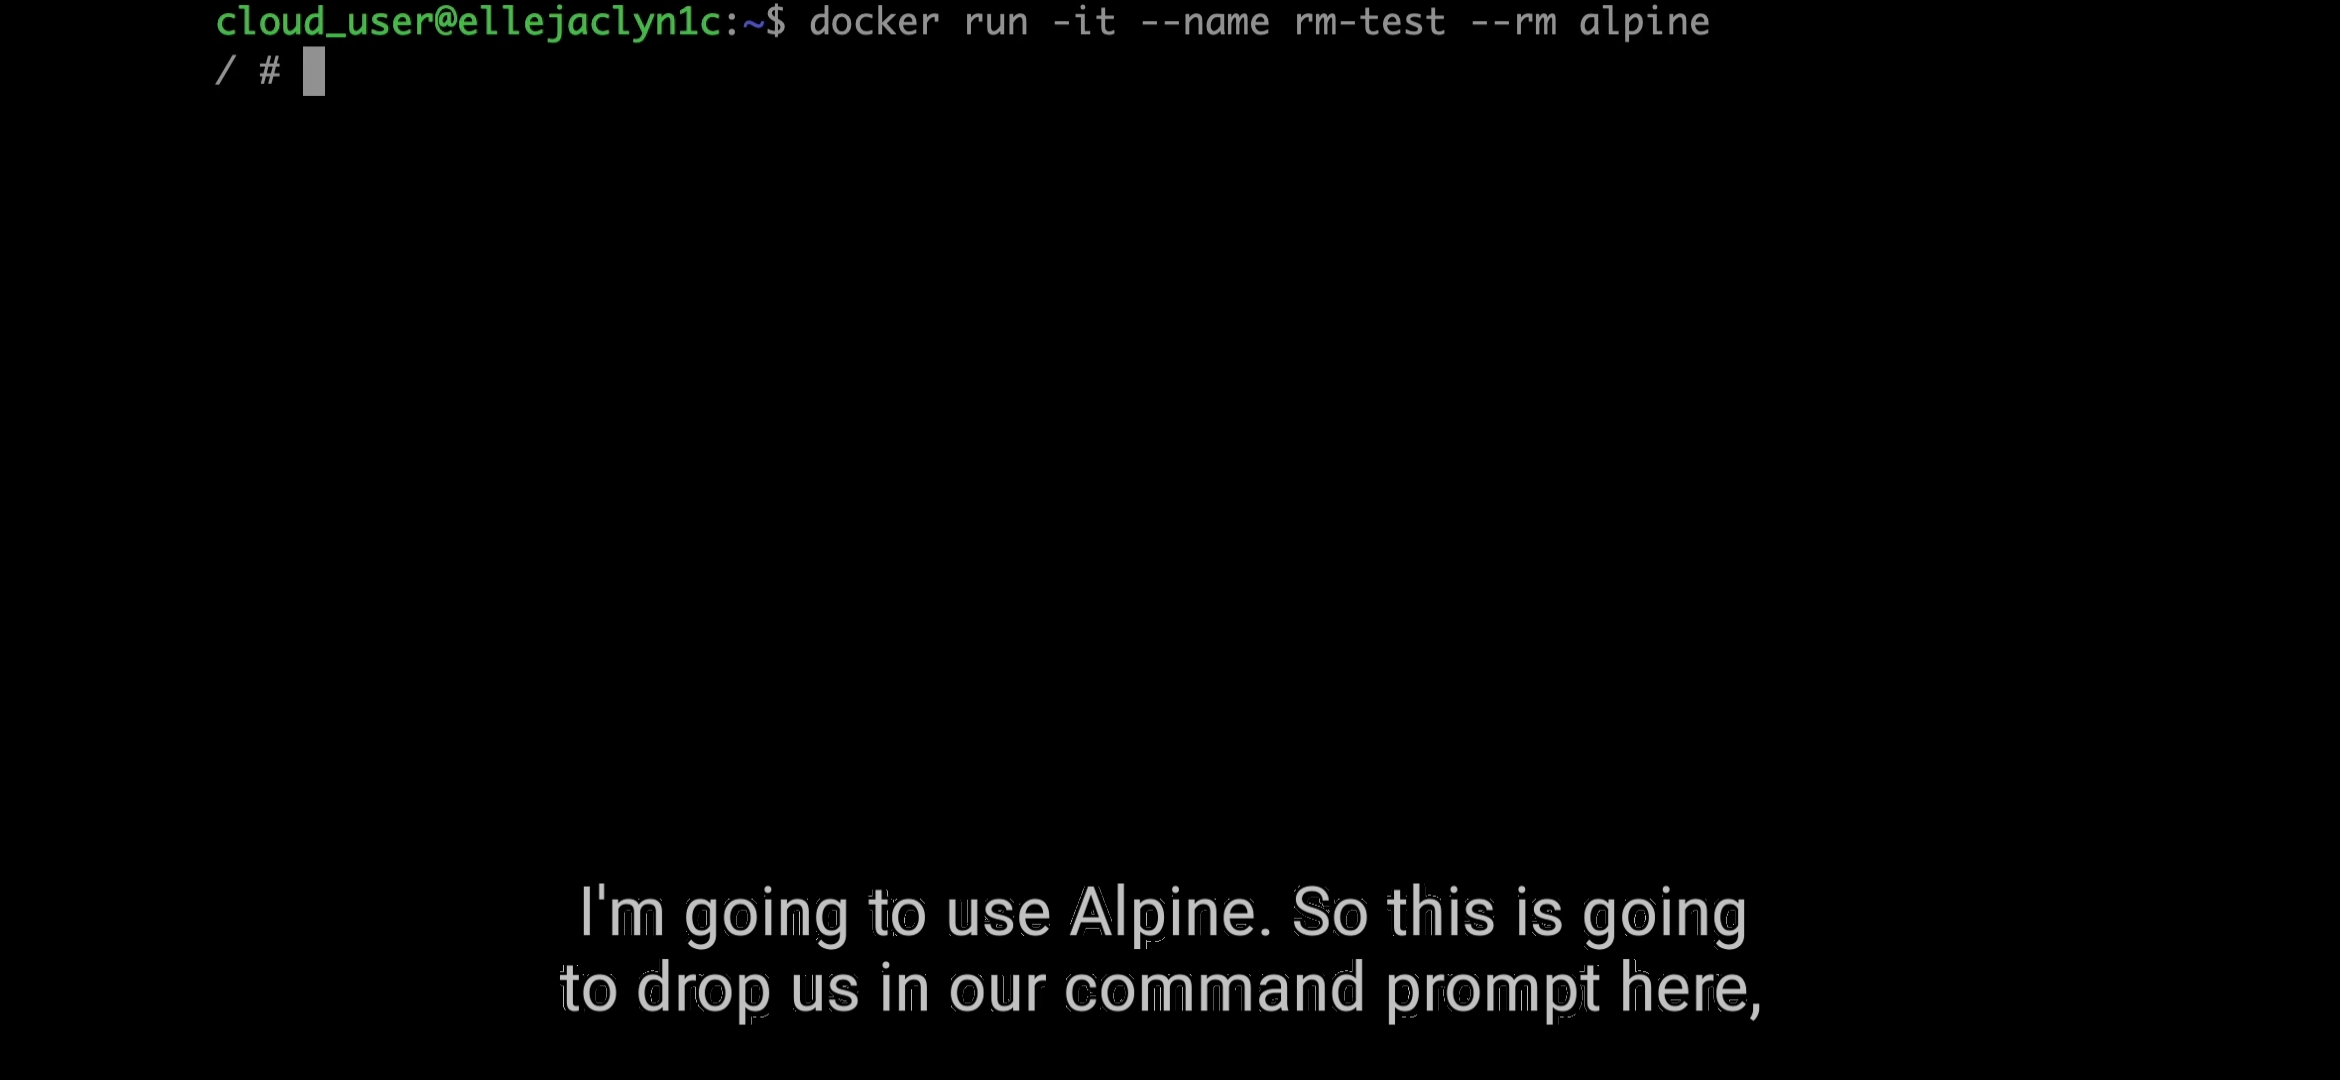 cloud_user@ellejaclyn1c:~$ docker run -it --name rm-test --rm alpine
/ #
I'm going to use Alpine. So this is going
to drop us in our command prompt here,